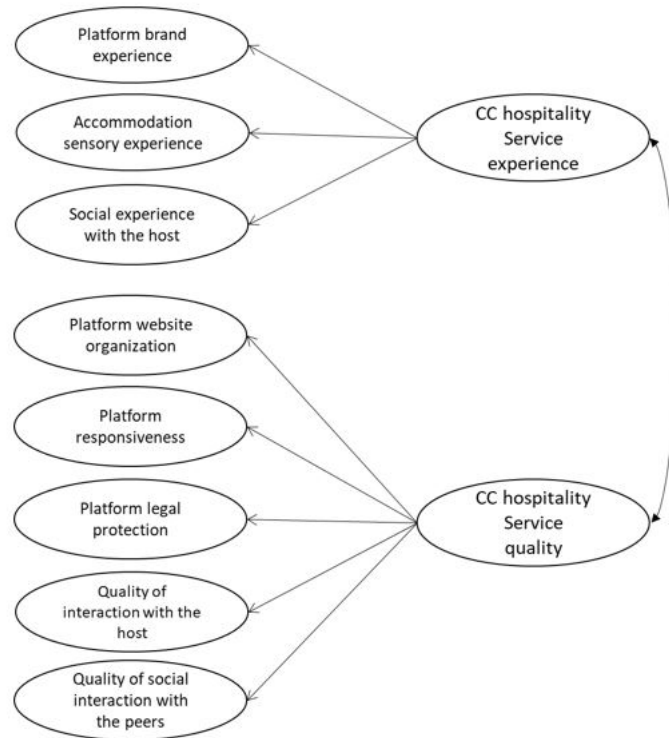 Platform brand
experience
Accommodation
sensory experience
Social experience
with the host
CC hospitality
Service
experience
Platform website
organization
Platform
responsiveness
Platform legal
protection
Quality of
interaction with the
host
Quality of social
interaction with
the peers
CC hospitality
Service
quality